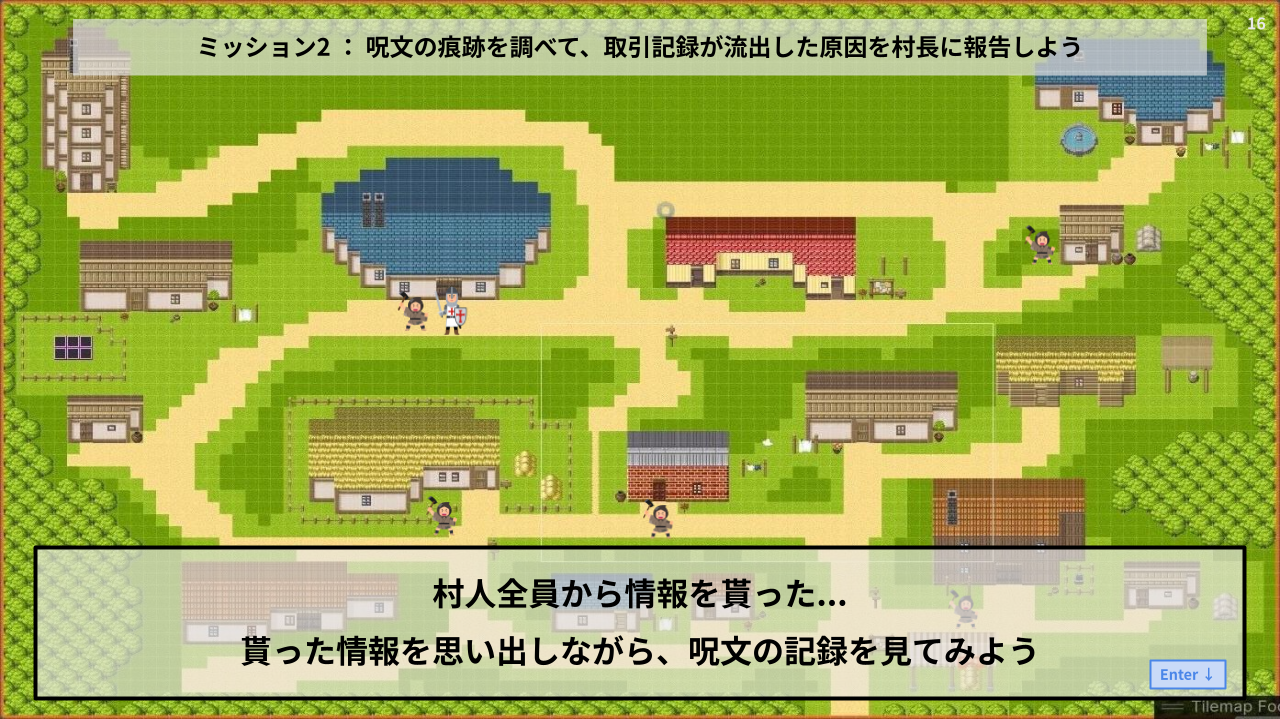 ミッション2 ： 呪文の痕跡を調べて、取引記録が流出した原因を村長に報告しよう
16
村人全員から情報を貰った...
貰った情報を思い出しながら、呪文の記録を見てみよう
Enter ↓
Tilemap